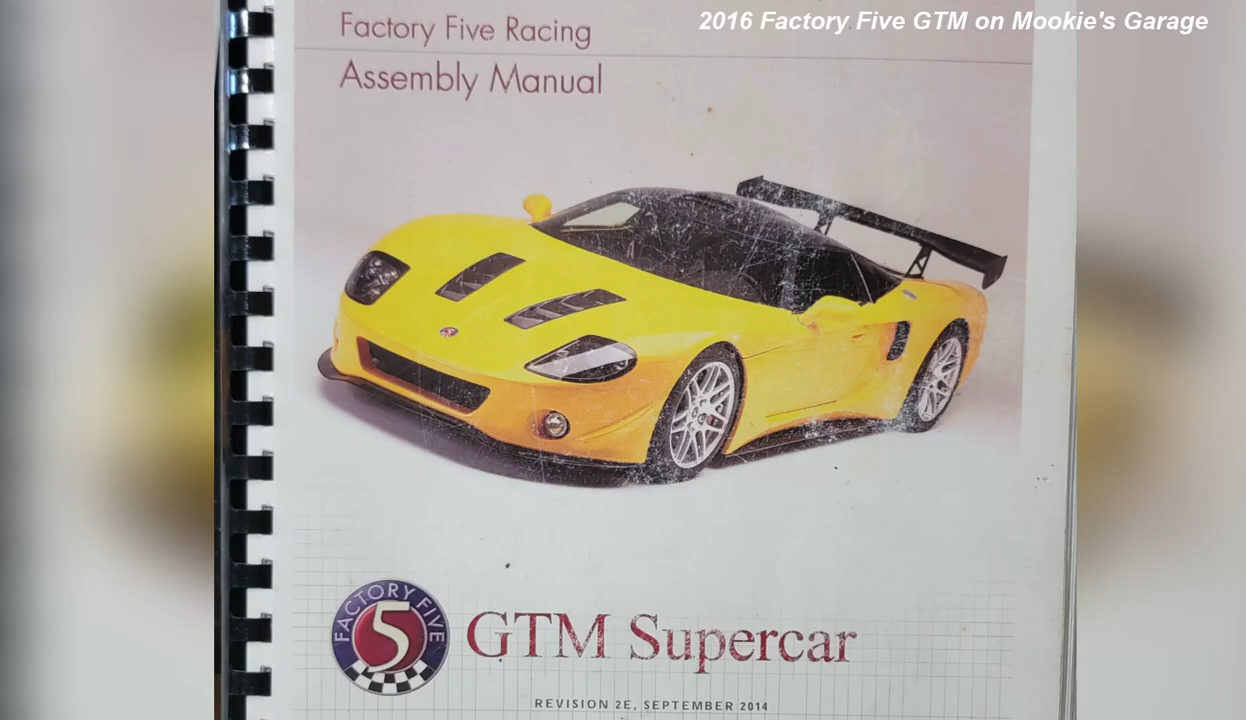 2016 Factory Five GTM on Mookie's Garage
Factory Five Racing
Assembly Manual
FACTORY FIVE
5
GTM Supercar
REVISION 2E, SEPTEMBER 2014